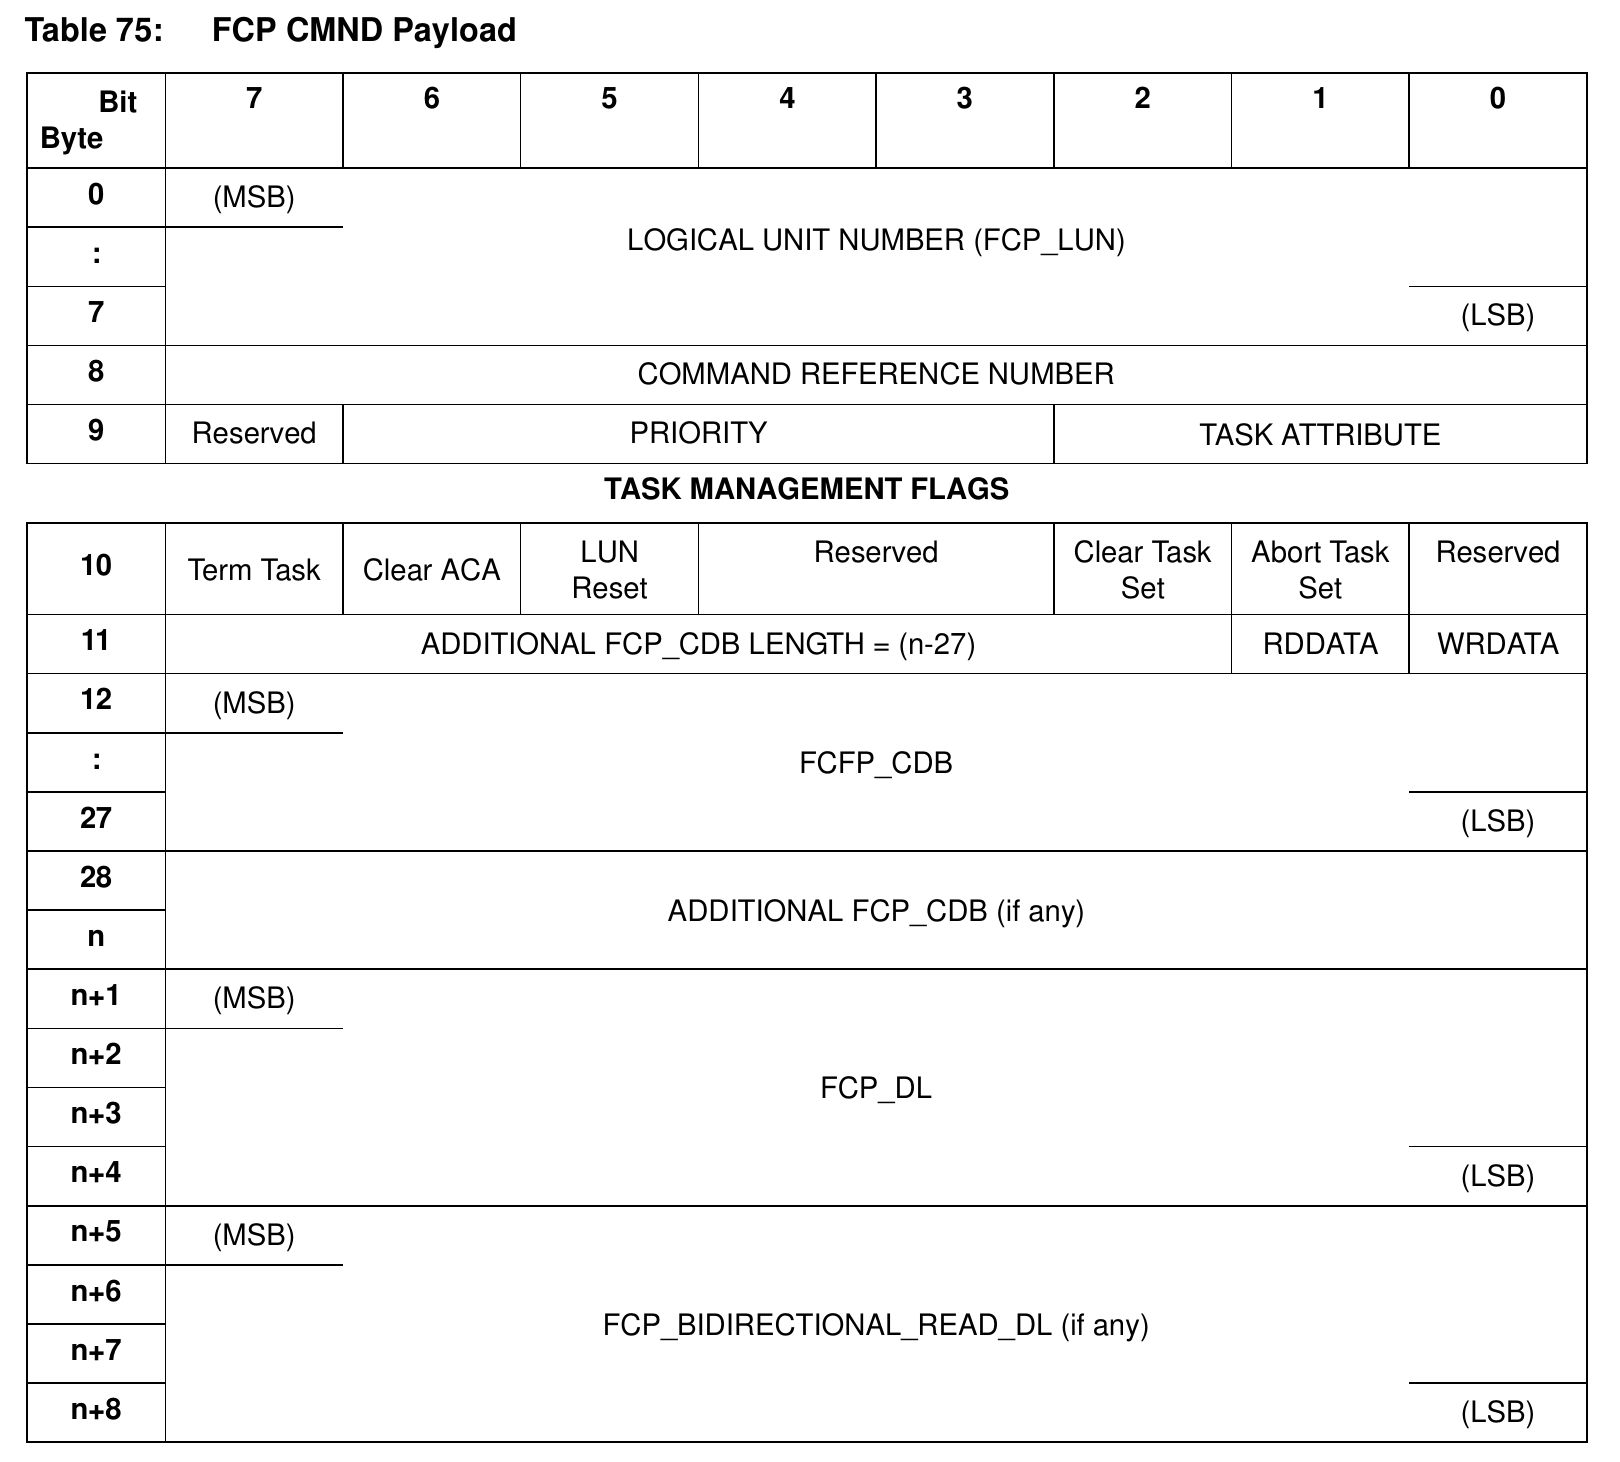 Table 75: FCP CMND Payload
Bit 7 6 5 4 3 2 1 0
Byte
0 (MSB)
LOGICAL UNIT NUMBER (FCP_LUN)
:
7 (LSB)
8 COMMAND REFERENCE NUMBER
9 Reserved PRIORITY TASK ATTRIBUTE
TASK MANAGEMENT FLAGS
10 Term Task Clear ACA LUN Reset Reserved Clear Task Set Abort Task Set Reserved
11 ADDITIONAL FCP_CDB LENGTH = (n-27) RDDATA WRDATA
12 (MSB)
: FCFP_CDB
27 (LSB)
28
ADDITIONAL FCP_CDB (if any)
n
n+1 (MSB)
n+2
FCP_DL
n+3
n+4 (LSB)
n+5 (MSB)
n+6
FCP_BIDIRECTIONAL_READ_DL (if any)
n+7
n+8 (LSB)